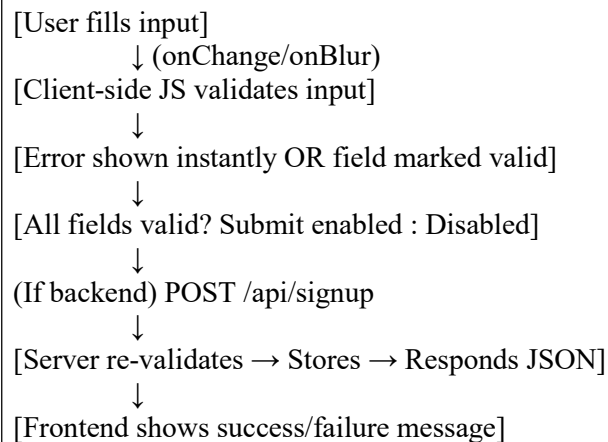 [User fills input]
↓ (onChange/onBlur)
[Client-side JS validates input]
↓
[Error shown instantly OR field marked valid]
↓
[All fields valid? Submit enabled : Disabled]
↓
(If backend) POST /api/signup
↓
[Server re-validates → Stores → Responds JSON]
↓
[Frontend shows success/failure message]